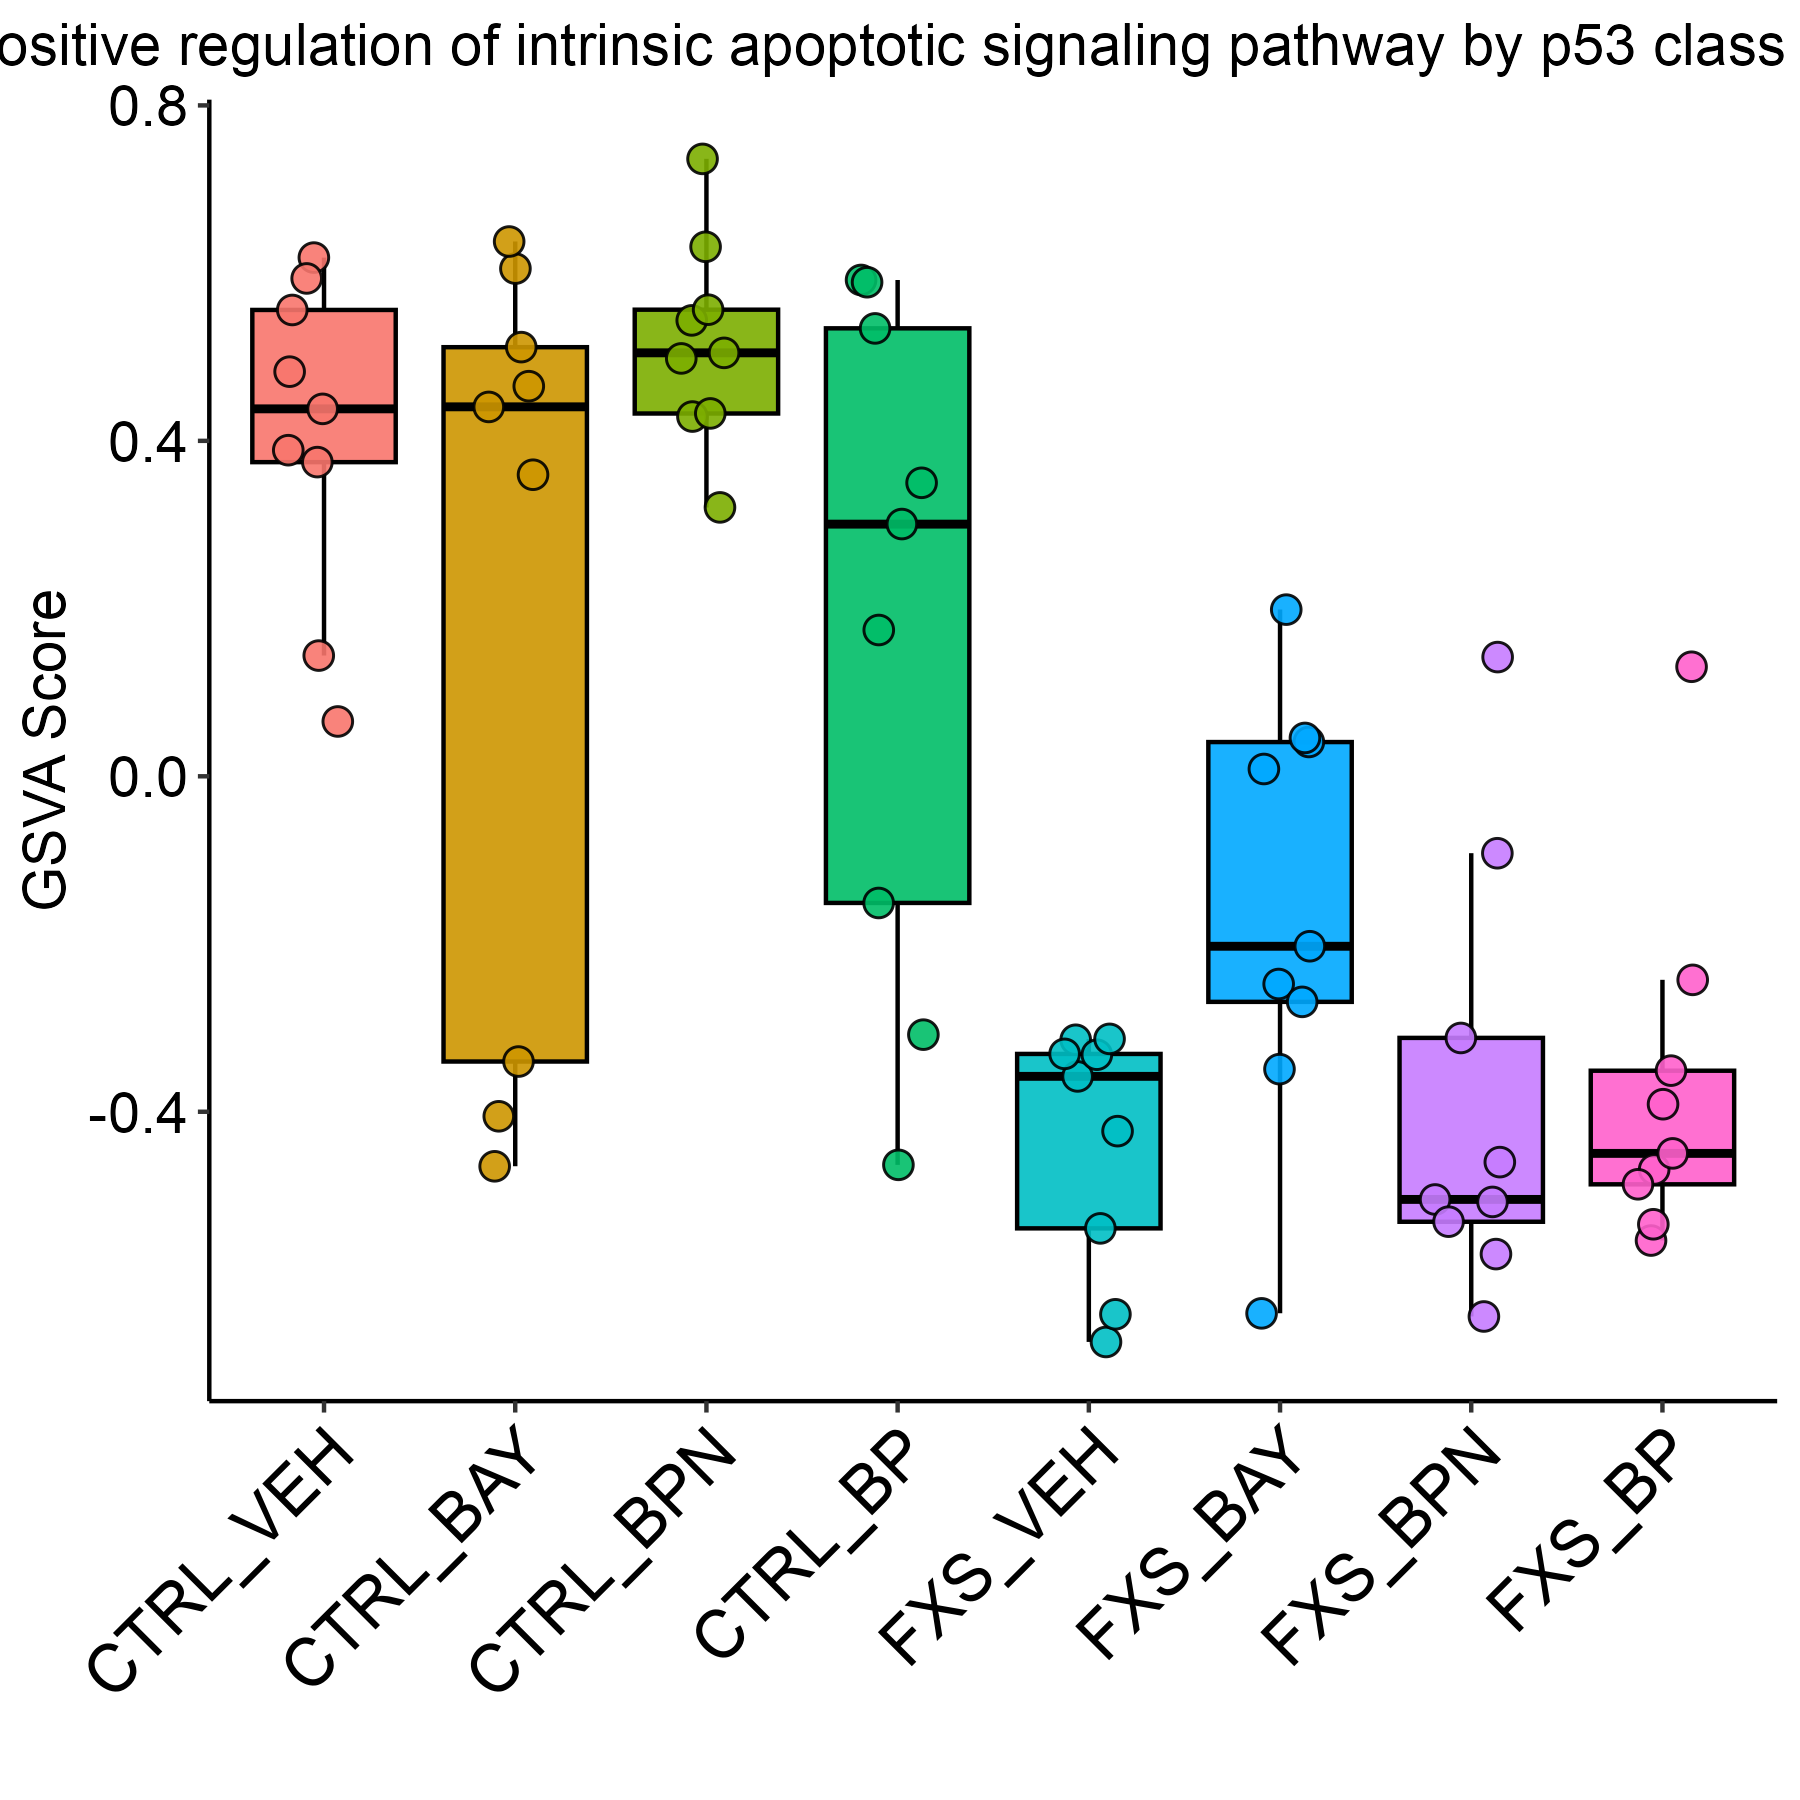 ositive regulation of intrinsic apoptotic signaling pathway by p53 class
0.8
0.4
0.0
-0.4
GSVA Score
CTRL_VEH
CTRL_BAY
CTRL_BPN
CTRL_BP
FXS_VEH
FXS_BAY
FXS_BPN
FXS_BP